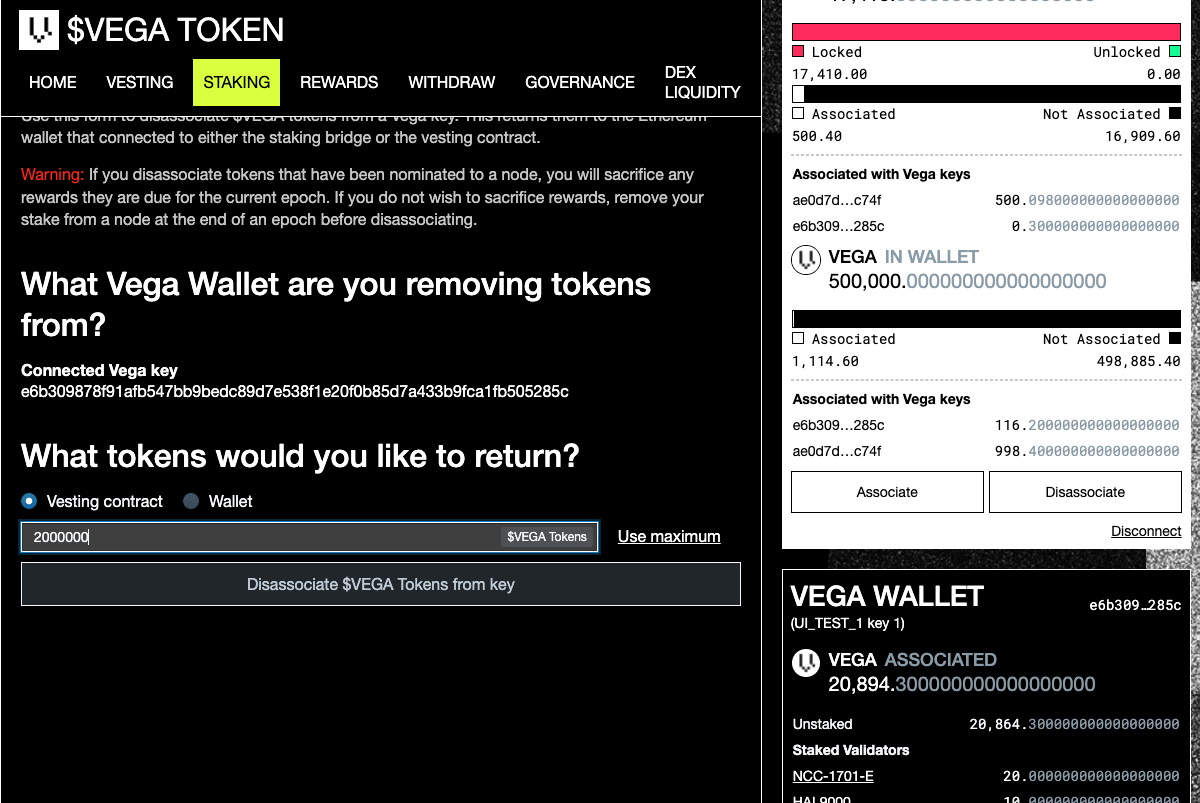 $VEGA TOKEN
HOME VESTING STAKING REWARDS WITHDRAW GOVERNANCE DEX LIQUIDITY
Use this form to disassociate $VEGA tokens from a Vega key. This returns them to the Ethereum
wallet that connected to either the staking bridge or the vesting contract.
Warning: If you disassociate tokens that have been nominated to a node, you will sacrifice any
rewards they are due for the current epoch. If you do not wish to sacrifice rewards, remove your
stake from a node at the end of an epoch before disassociating.
What Vega Wallet are you removing tokens
from?
Connected Vega key
e6b309878f91afb547bb9bedc89d7e538f1e20f0b85d7a433b9fca1fb505285c
What tokens would you like to return?
Vesting contract Wallet
2000000 $VEGA Tokens Use maximum
Disassociate $VEGA Tokens from key
Locked Unlocked
17,410.00 0.00
Associated Not Associated
500.40 16,909.60
Associated with Vega keys
ae0d7d…c74f 500.098000000000000000
e6b309…285c 0.300000000000000000
VEGA IN WALLET
500,000.000000000000000000
Associated Not Associated
1,114.60 498,885.40
Associated with Vega keys
e6b309…285c 116.200000000000000000
ae0d7d…c74f 998.400000000000000000
Associate Disassociate
Disconnect
VEGA WALLET e6b309…285c
(UI_TEST_1 key 1)
VEGA ASSOCIATED
20,894.300000000000000000
Unstaked 20,864.300000000000000000
Staked Validators
NCC-1701-E 20.000000000000000000
HAL9000 10.000000000000000000